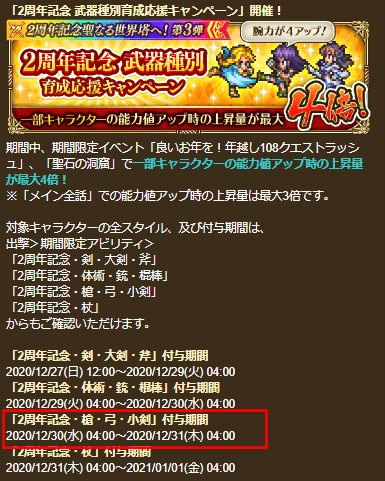 「2周年記念 武器種別育成応援キャンペーン」開催！
2周年記念聖なる世界塔へ！第3弾
腕力が4アップ！
2周年記念 武器種別
育成応援キャンペーン
4倍!
一部キャラクターの能力値アップ時の上昇量が最大
期間中、期間限定イベント「良いお年を！年越し108クエストラッ
シュ」、「聖石の洞窟」で一部キャラクターの能力値アップ時の上昇量
が最大4倍！
※「メイン全話」での能力値アップ時の上昇量は最大3倍です。
対象キャラクターの全スタイル、及び付与期間は、
出撃＞期間限定アビリティ＞
「2周年記念・剣・大剣・斧」
「2周年記念・体術・銃・棍棒」
「2周年記念・槍・弓・小剣」
「2周年記念・杖」
からもご確認いただけます。
「2周年記念・剣・大剣・斧」付与期間
2020/12/27(日) 12:00～2020/12/29(火) 04:00
「2周年記念・体術・銃・棍棒」付与期間
2020/12/29(火) 04:00～2020/12/30(水) 04:00
「2周年記念・槍・弓・小剣」付与期間
2020/12/30(水) 04:00～2020/12/31(木) 04:00
「2周年記念・杖」付与期間
2020/12/31(木) 04:00～2021/01/01(金) 04:00